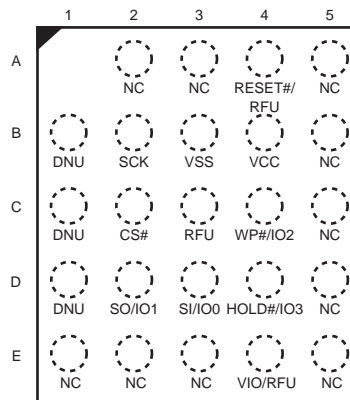 1 2 3 4 5
A
NC NC RESET#/ NC
RFU
B
DNU SCK VSS VCC NC
C
DNU CS# RFU WP#/IO2 NC
D
DNU SO/IO1 SI/IO0 HOLD#/IO3 NC
E
NC NC NC VIO/RFU NC